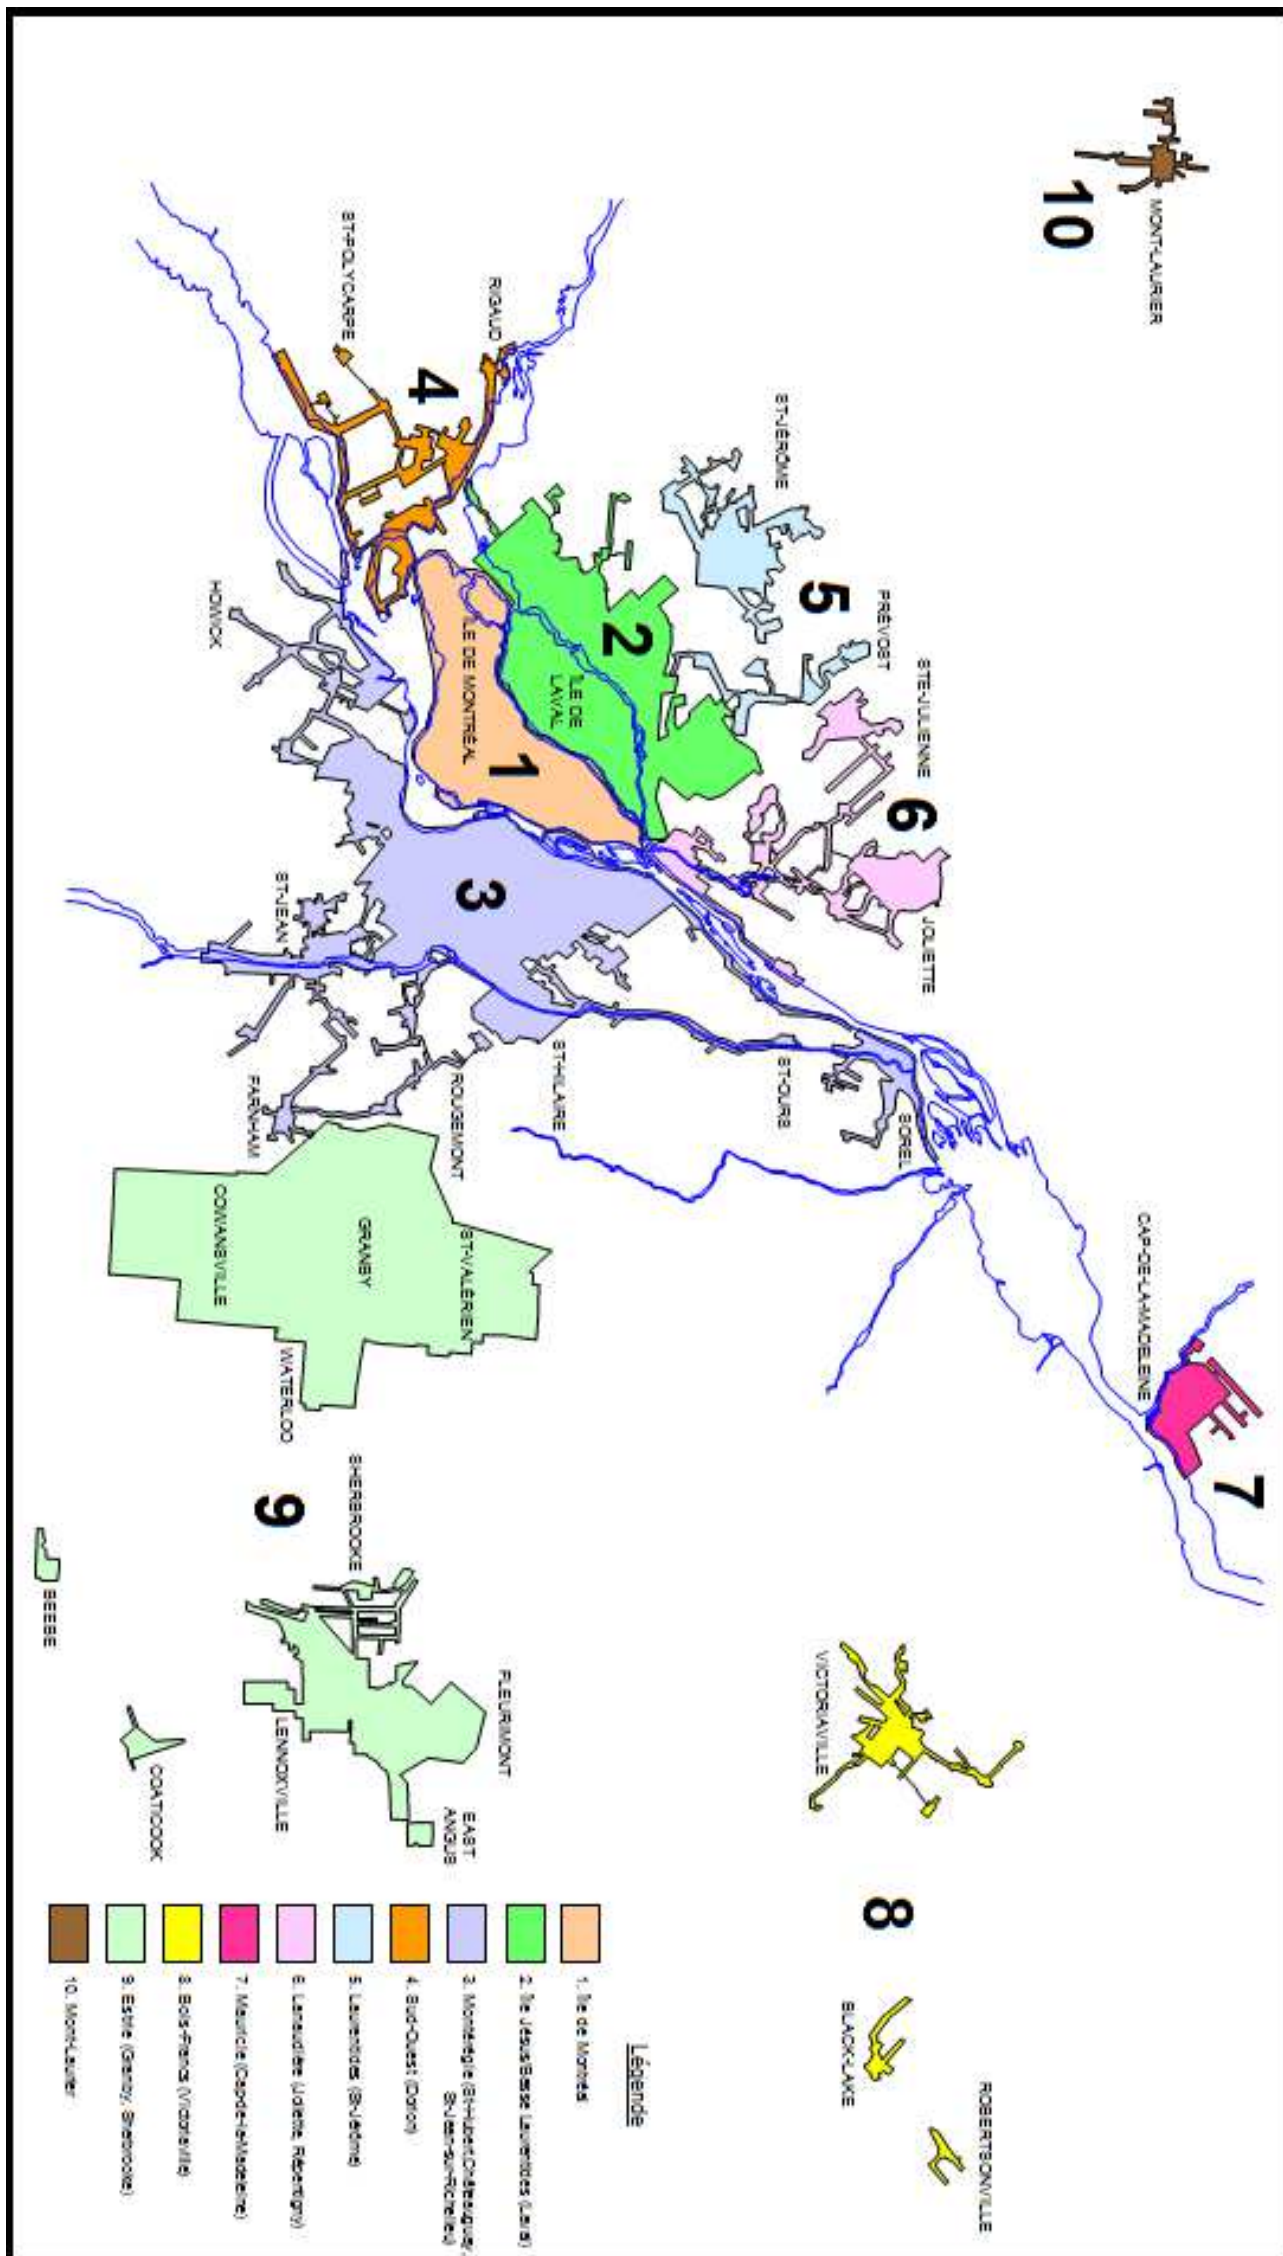 10
MONT-LAURIER
ST-POLYCARPE
RIGAUD
4
ST-JÉRÔME
5
PRÉVOST
2
ÎLE DE
LAVAL
HOWICK
ÎLE DE MONTRÉAL
1
STE-JULIENNE
6
JOLIETTE
3
ST-JEAN
FARNHAM
ROUGEMONT
ST-HILAIRE
ST-OURS
SOREL
CAP-DE-LA-MADELEINE
7
COWANSVILLE
GRANBY
ST-VALÉRIEN
WATERLOO
9
SHERBROOKE
BEEBE
FLEURIMONT
LENNOXVILLE
COATICOOK
EAST
ANGUS
VICTORIAVILLE
8
BLACK-LAKE
ROBERTSONVILLE
Légende
1. Île de Montréal
2. Île Jésus/Basse Laurentides (Laval)
3. Montérégie (St-Hubert,Châteauguay,
St-Jean-sur-Richelieu)
4. Sud-Ouest (Dorion)
5. Laurentides (St-Jérôme)
6. Lanaudière (Joliette, Répentigny)
7. Mauricie (Cap-de-la-Madeleine)
8. Bois-Francs (Victoriaville)
9. Estrie (Granby, Sherbrooke)
10. Mont-Laurier